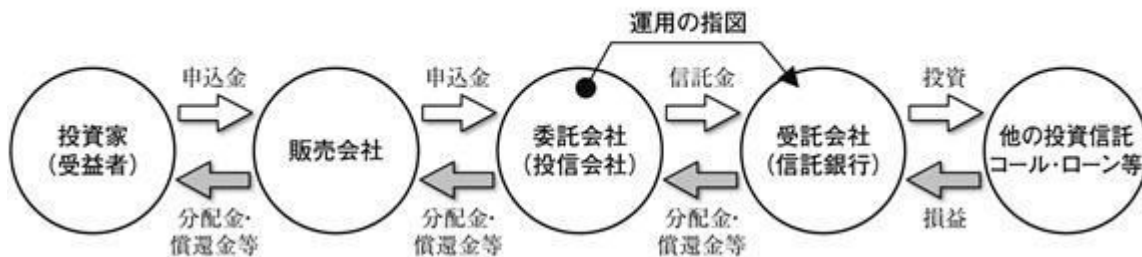 運用の指図
申込金
申込金
信託金
投資
投資家
(受益者)
販売会社
委託会社
(投信会社)
受託会社
(信託銀行)
他の投資信託
コール・ローン等
分配金・
償還金等
分配金・
償還金等
分配金・
償還金等
損益